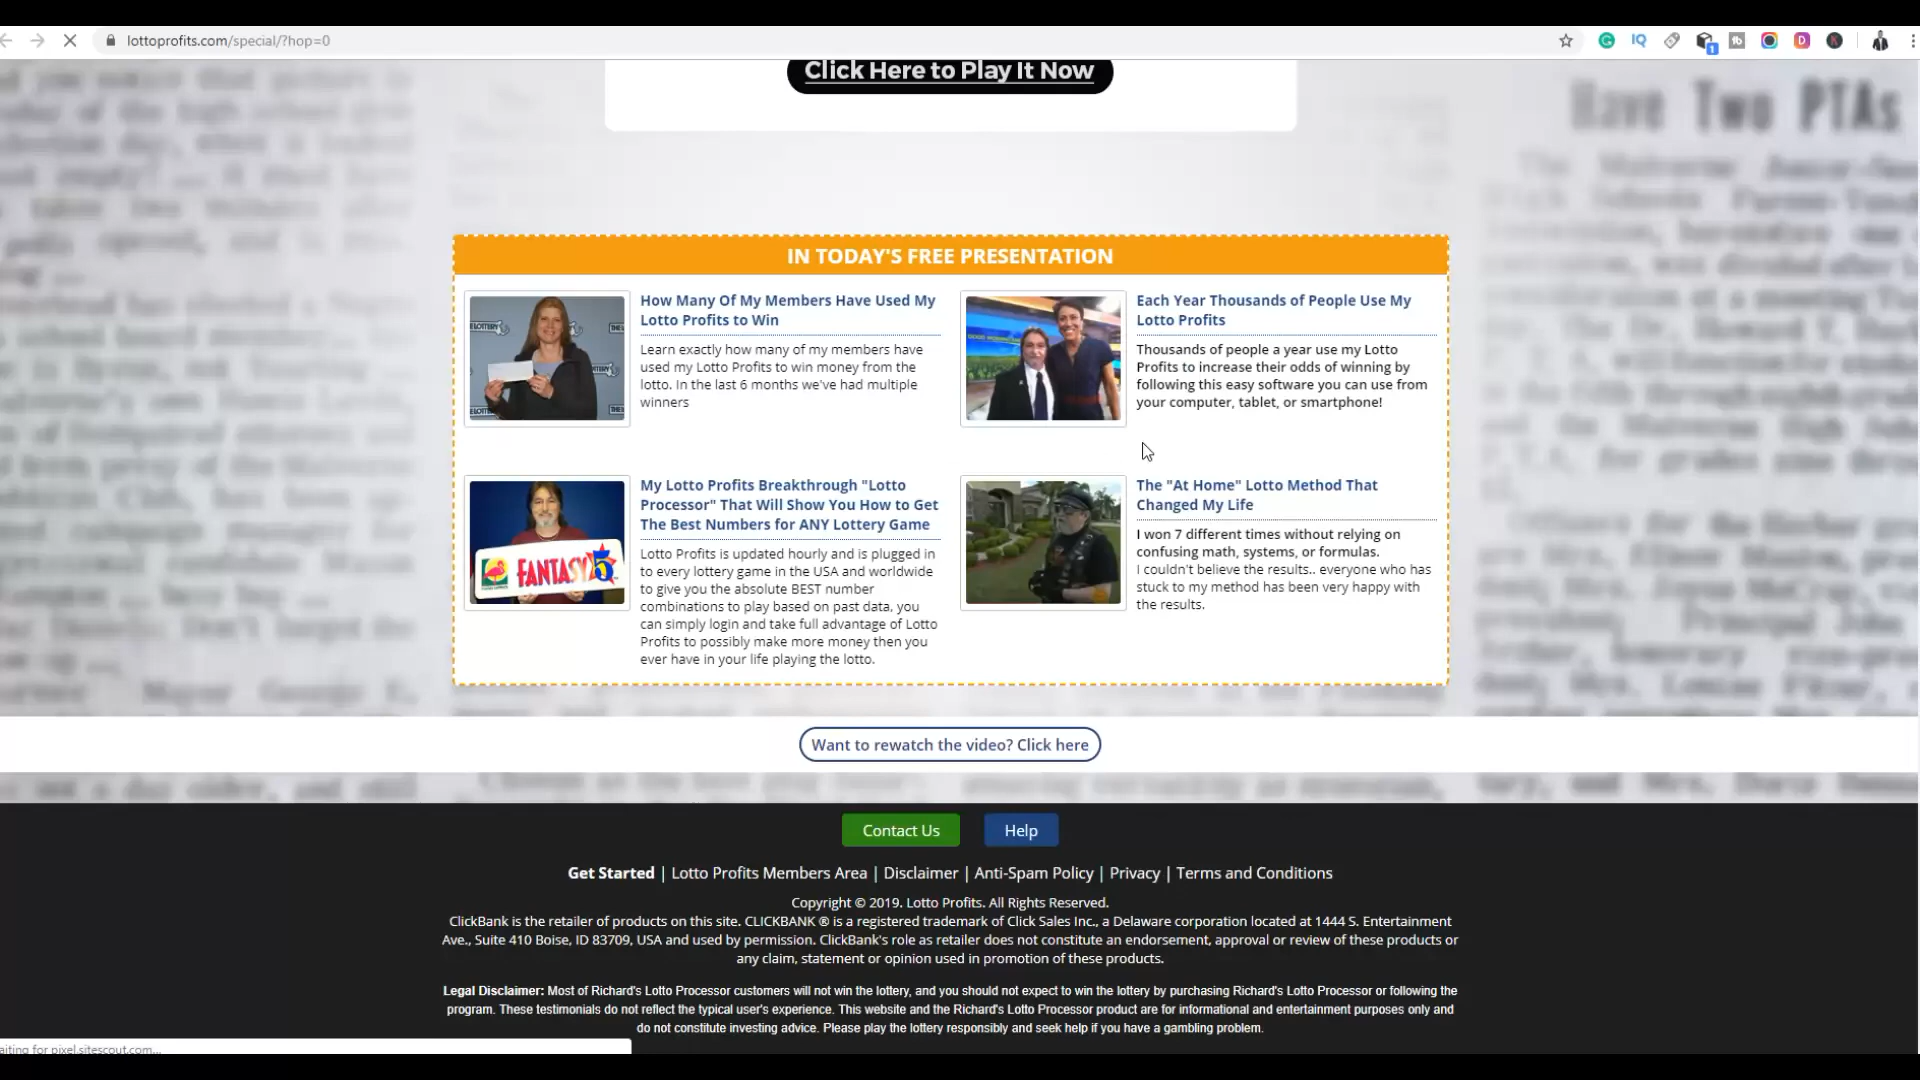 lottoprofits.com/special/?hop=0
Click Here to Play It Now
Have Two PTAs
IN TODAY'S FREE PRESENTATION
How Many Of My Members Have Used My
Lotto Profits to Win
Learn exactly how many of my members have
used my Lotto Profits to win money from the
lotto. In the last 6 months we've had multiple
winners
Each Year Thousands of People Use My
Lotto Profits
Thousands of people a year use my Lotto
Profits to increase their odds of winning by
following this easy software you can use from
your computer, tablet, or smartphone!
My Lotto Profits Breakthrough "Lotto
Processor" That Will Show You How to Get
The Best Numbers for ANY Lottery Game
FANTASY 5
Lotto Profits is updated hourly and is plugged in
to every lottery game in the USA and worldwide
to give you the absolute BEST number
combinations to play based on past data, you
can simply login and take full advantage of Lotto
Profits to possibly make more money then you
ever have in your life playing the lotto.
The "At Home" Lotto Method That
Changed My Life
I won 7 different times without relying on
confusing math, systems, or formulas.
I couldn't believe the results.. everyone who has
stuck to my method has been very happy with
the results.
Want to rewatch the video? Click here
Contact Us
Help
Get Started | Lotto Profits Members Area | Disclaimer | Anti-Spam Policy | Privacy | Terms and Conditions
Copyright © 2019. Lotto Profits. All Rights Reserved.
ClickBank is the retailer of products on this site. CLICKBANK ® is a registered trademark of Click Sales Inc., a Delaware corporation located at 1444 S. Entertainment
Ave., Suite 410 Boise, ID 83709, USA and used by permission. ClickBank's role as retailer does not constitute an endorsement, approval or review of these products or
any claim, statement or opinion used in promotion of these products.
Legal Disclaimer: Most of Richard's Lotto Processor customers will not win the lottery, and you should not expect to win the lottery by purchasing Richard's Lotto Processor or following the
program. These testimonials do not reflect the typical user's experience. This website and the Richard's Lotto Processor product are for informational and entertainment purposes only and
do not constitute investing advice. Please play the lottery responsibly and seek help if you have a gambling problem.
aiting for pixel.sitescout.com...